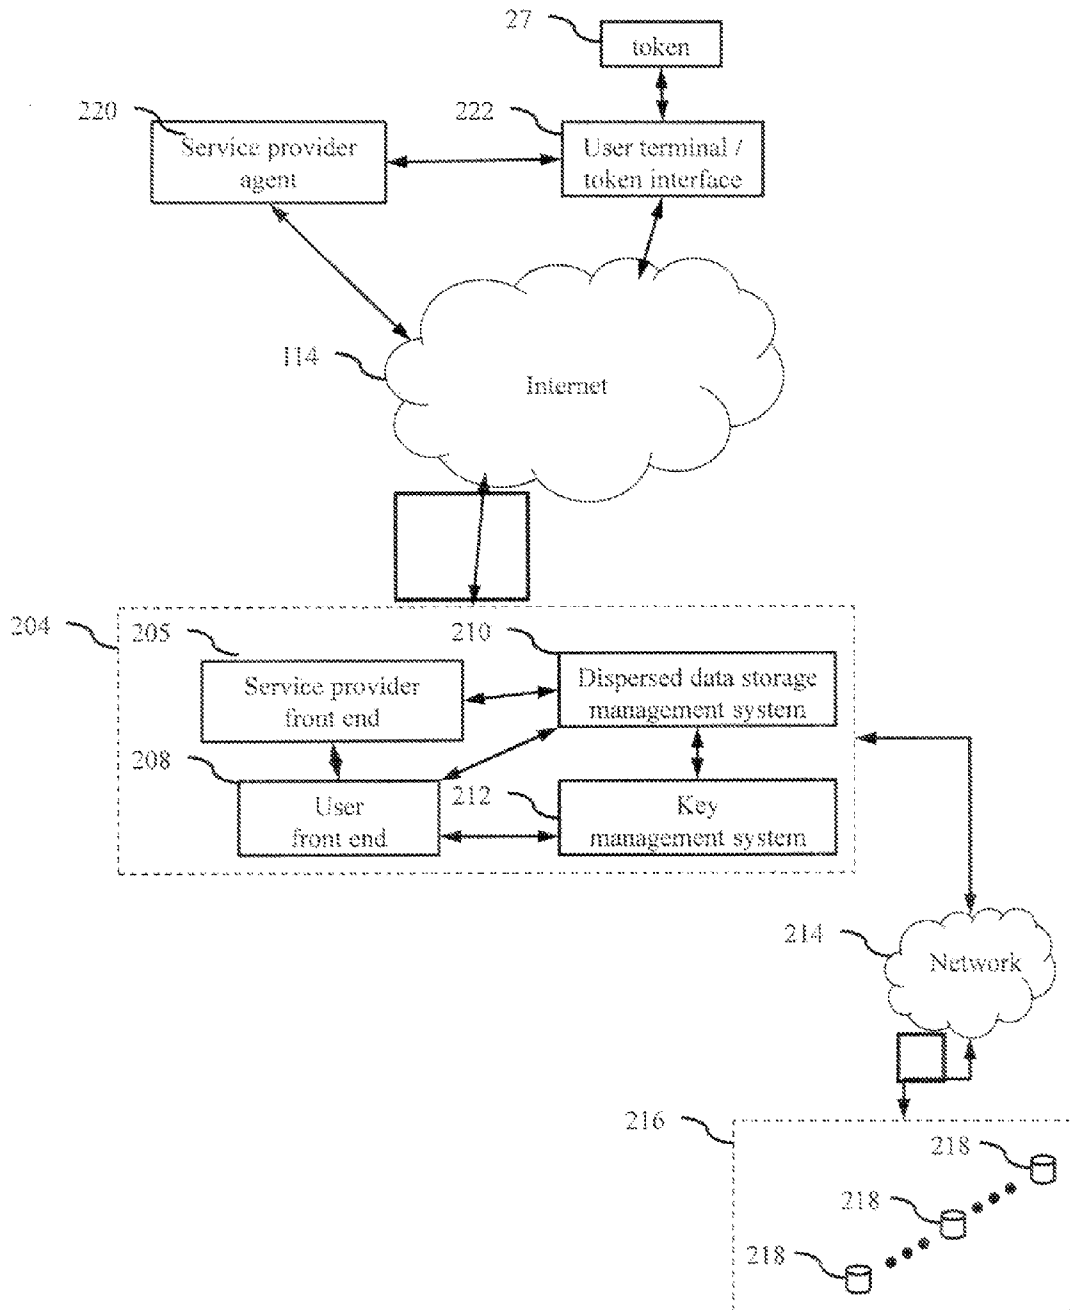 27
token
220
222
Service provider
agent
User terminal /
token interface
114
Internet
204
205
210
Service provider
front end
Dispersed data storage
management system
208
212
User
front end
Key
management system
214
Network
216
218
218
218